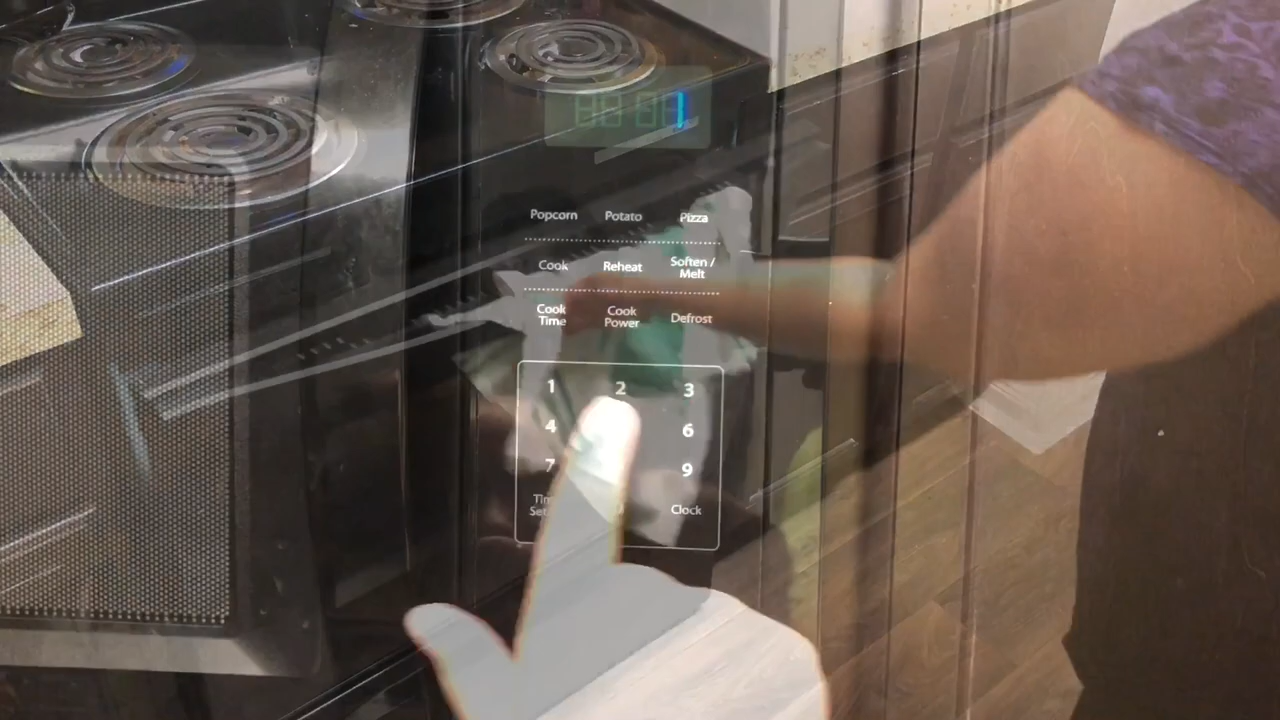 1
Popcorn Potato Pizza
Cook Reheat Soften / Melt
Cook Time Cook Power Defrost
1 2 3
4 6
7 9
Clock